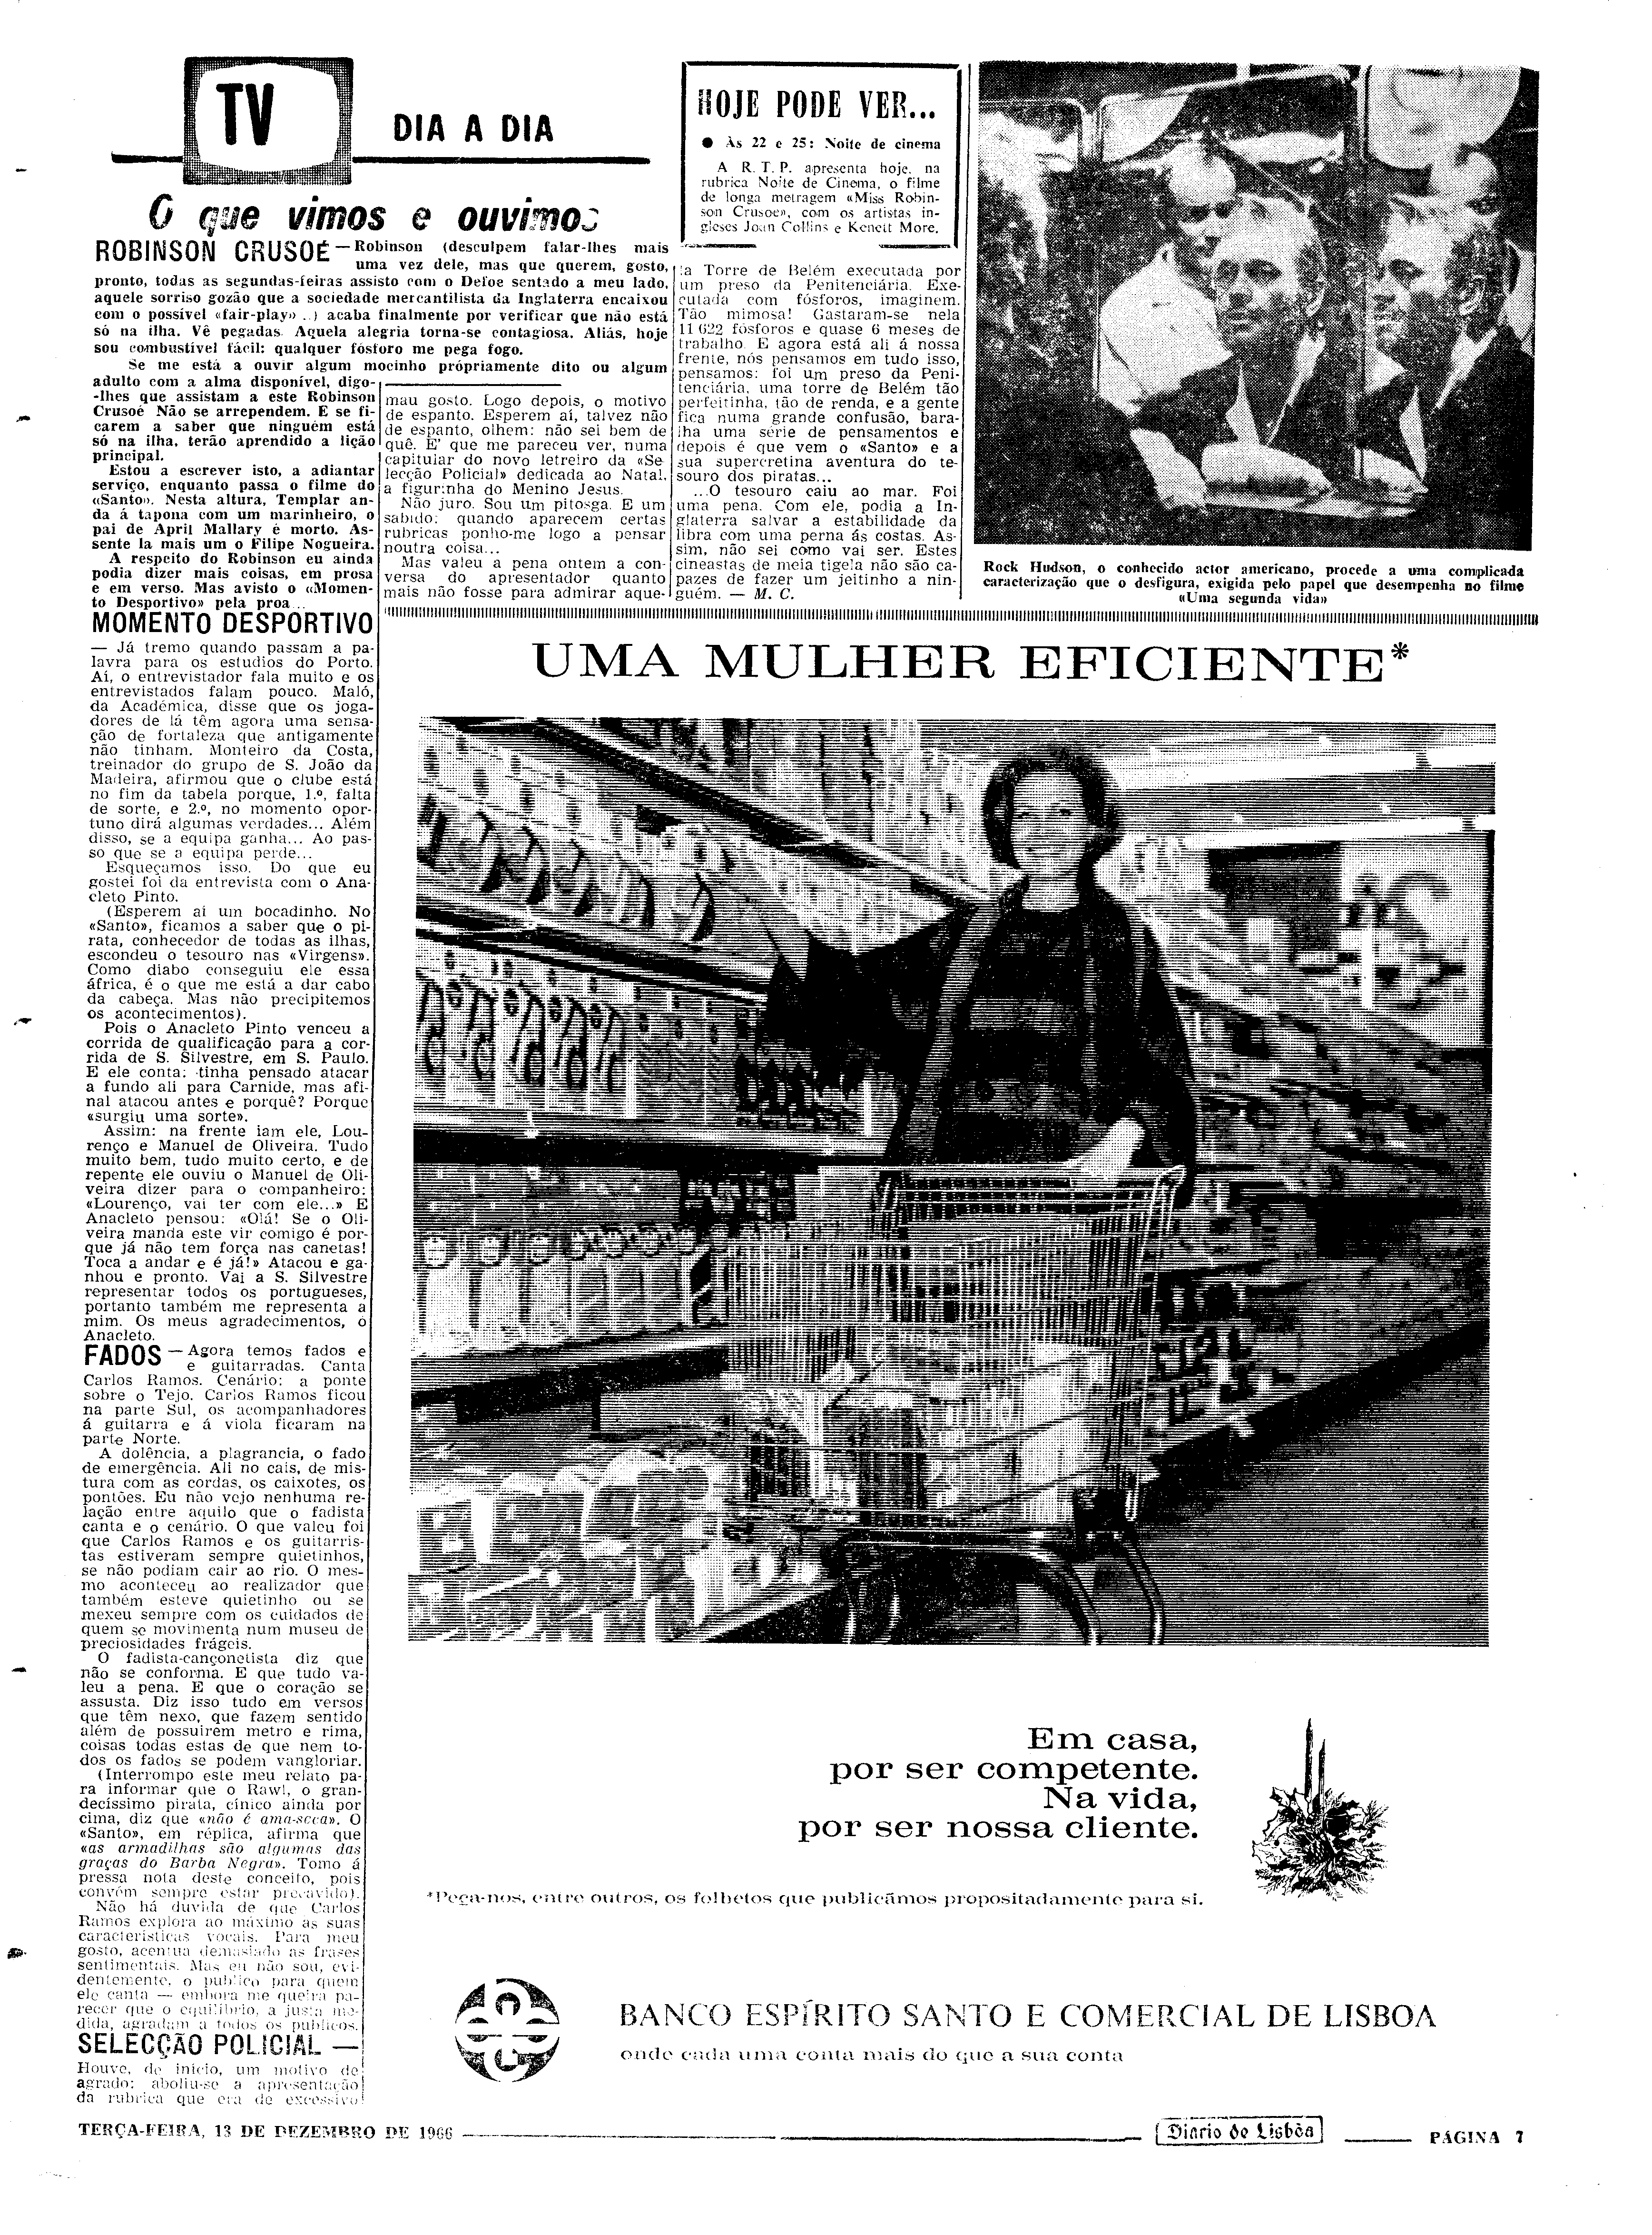 TV
DIA A DIA
O que vimos e ouvimos
ROBINSON CRUSOÉ — Robinson (desculpem falar-lhes mais
uma vez dele, mas que querem, gosto,
pronto, todas as segundas-feiras assisto com o Defoe sentado a meu lado,
aquele sorriso gozão que a sociedade mercantilista da Inglaterra encaixou
com o possível «fair-play» ..) acaba finalmente por verificar que não está
só na ilha. Vê pegadas. Aquela alegria torna-se contagiosa. Aliás, hoje
sou combustível fácil: qualquer fósforo me pega fogo.
Se me está a ouvir algum mocinho própriamente dito ou algum
adulto com a alma disponível, digo-
-lhes que assistam a este Robinson
Crusoé Não se arrependem. E se fi-
carem a saber que ninguém está
só na ilha, terão aprendido a lição
principal.
Estou a escrever isto, a adiantar
serviço, enquanto passa o filme do
«Santo». Nesta altura, Templar an-
da á tapona com um marinheiro, o
pai de April Mallary é morto. As-
sente la mais um o Filipe Nogueira.
A respeito do Robinson eu ainda
podia dizer mais coisas, em prosa
e em verso. Mas avisto o «Momen-
to Desportivo» pela proa...
MOMENTO DESPORTIVO
— Já tremo quando passam a pa-
lavra para os estudios do Porto.
Aí, o entrevistador fala muito e os
entrevistados falam pouco. Maló,
da Académica, disse que os joga-
dores de lá têm agora uma sensa-
ção de fortaleza que antigamente
não tinham. Monteiro da Costa,
treinador do grupo de S. João da
Madeira, afirmou que o clube está
no fim da tabela porque, 1.º, falta
de sorte, e 2.º, no momento opor-
tuno dirá algumas verdades... Além
disso, se a equipa ganha... Ao pas-
so que se a equipa perde...
Esqueçamos isso. Do que eu
gostei foi da entrevista com o Ana-
cleto Pinto.
(Esperem aí um bocadinho. No
«Santo», ficamos a saber que o pi-
rata, conhecedor de todas as ilhas,
escondeu o tesouro nas «Virgens».
Como diabo conseguiu ele essa
áfrica, é o que me está a dar cabo
da cabeça. Mas não precipitemos
os acontecimentos).
Pois o Anacleto Pinto venceu a
corrida de qualificação para a cor-
rida de S. Silvestre, em S. Paulo.
E ele conta: tinha pensado atacar
a fundo ali para Carnide, mas afi-
nal atacou antes e porquê? Porque
«surgiu uma sorte».
Assim: na frente iam ele, Lou-
renço e Manuel de Oliveira. Tudo
muito bem, tudo muito certo, e de
repente ele ouviu o Manuel de Oli-
veira dizer para o companheiro:
«Lourenço, vai ter com ele...» E
Anacleto pensou: «Olá! Se o Oli-
veira manda este vir comigo é por-
que já não tem força nas canetas!
Toca a andar e é já!» Atacou e ga-
nhou e pronto. Vai a S. Silvestre
representar todos os portugueses,
portanto também me representa a
mim. Os meus agradecimentos, ó
Anacleto.
FADOS — Agora temos fados e
e guitarradas. Canta
Carlos Ramos. Cenário: a ponte
sobre o Tejo. Carlos Ramos ficou
na parte Sul, os acompanhadores
á guitarra e á viola ficaram na
parte Norte.
A dolência, a plagrancia, o fado
de emergência. Ali no cais, de mis-
tura com as cordas, os caixotes, os
pontões. Eu não vejo nenhuma re-
lação entre aquilo que o fadista
canta e o cenário. O que valeu foi
que Carlos Ramos e os guitarris-
tas estiveram sempre quietinhos,
se não podiam cair ao rio. O mes-
mo aconteceu ao realizador que
também esteve quietinho ou se
mexeu sempre com os cuidados de
quem se movimenta num museu de
preciosidades frágeis.
O fadista-cançonetista diz que
não se conforma. E que tudo va-
leu a pena. E que o coração se
assusta. Diz isso tudo em versos
que têm nexo, que fazem sentido
além de possuirem metro e rima,
coisas todas estas de que nem to-
dos os fados se podem vangloriar.
(Interrompo este meu relato pa-
ra informar que o Rawl, o gran-
decíssimo pirata, cínico ainda por
cima, diz que «não é ama-seca». O
«Santo», em réplica, afirma que
«as armadilhas são algumas das
graças do Barba Negra». Tomo á
pressa nota deste conceito, pois
convém sempre estar precavido).
Não há duvida de que Carlos
Ramos explora ao máximo as suas
caracteristicas vocais. Para meu
gosto, acentua demasiado as frases
sentimentais. Mas eu não sou, evi-
dentemente, o publico para quem
ele canta — embora me queira pa-
recer que o equilíbrio, a justa me-
dida, agradam a todos os publicos.
SELECÇÃO POLICIAL —
Houve, de início, um motivo de
agrado: aboliu-se a apresentação
da rubrica que era de excessivo
mau gosto. Logo depois, o motivo
de espanto. Esperem aí, talvez não
de espanto, olhem: não sei bem de
quê. E' que me pareceu ver, numa
capitular do novo letreiro da «Se
lecção Policial» dedicada ao Natal,
a figurinha do Menino Jesus.
Não juro. Sou um pitosga. E um
sabido: quando aparecem certas
rubricas ponho-me logo a pensar
noutra coisa...
Mas valeu a pena ontem a con-
versa do apresentador quanto
mais não fosse para admirar aque-
la Torre de Belém executada por
um preso da Penitenciária. Exe-
cutada com fósforos, imaginem.
Tão mimosa! Gastaram-se nela
11 622 fósforos e quase 6 meses de
trabalho. E agora está ali á nossa
frente, nós pensamos em tudo isso,
pensamos: foi um preso da Peni-
tenciária, uma torre de Belém tão
perfeitinha, tão de renda, e a gente
fica numa grande confusão, bara-
lha uma série de pensamentos e
depois é que vem o «Santo» e a
sua supercretina aventura do te-
souro dos piratas...
...O tesouro caiu ao mar. Foi
uma pena. Com ele, podia a In-
glaterra salvar a estabilidade da
libra com uma perna ás costas. As-
sim, não sei como vai ser. Estes
cineastas de meia tigela não são ca-
pazes de fazer um jeitinho a nin-
guém. — M. C.
HOJE PODE VER...
● Às 22 e 25: Noite de cinema
A R. T. P. apresenta hoje, na
rubrica Noite de Cinema, o filme
de longa metragem «Miss Robin-
son Crusoe», com os artistas in-
gleses Joan Collins e Kenett More.
Rock Hudson, o conhecido actor americano, procede a uma complicada
caracterização que o desfigura, exigida pelo papel que desempenha no filme
«Uma segunda vida»
UMA MULHER EFICIENTE*
Em casa,
por ser competente.
Na vida,
por ser nossa cliente.
*Peça-nos, entre outros, os folhetos que publicámos propositadamente para si.
BANCO ESPÍRITO SANTO E COMERCIAL DE LISBOA
onde cada uma conta mais do que a sua conta
TERÇA-FEIRA, 13 DE DEZEMBRO DE 1966
Diario de Lisbôa
PÁGINA 7